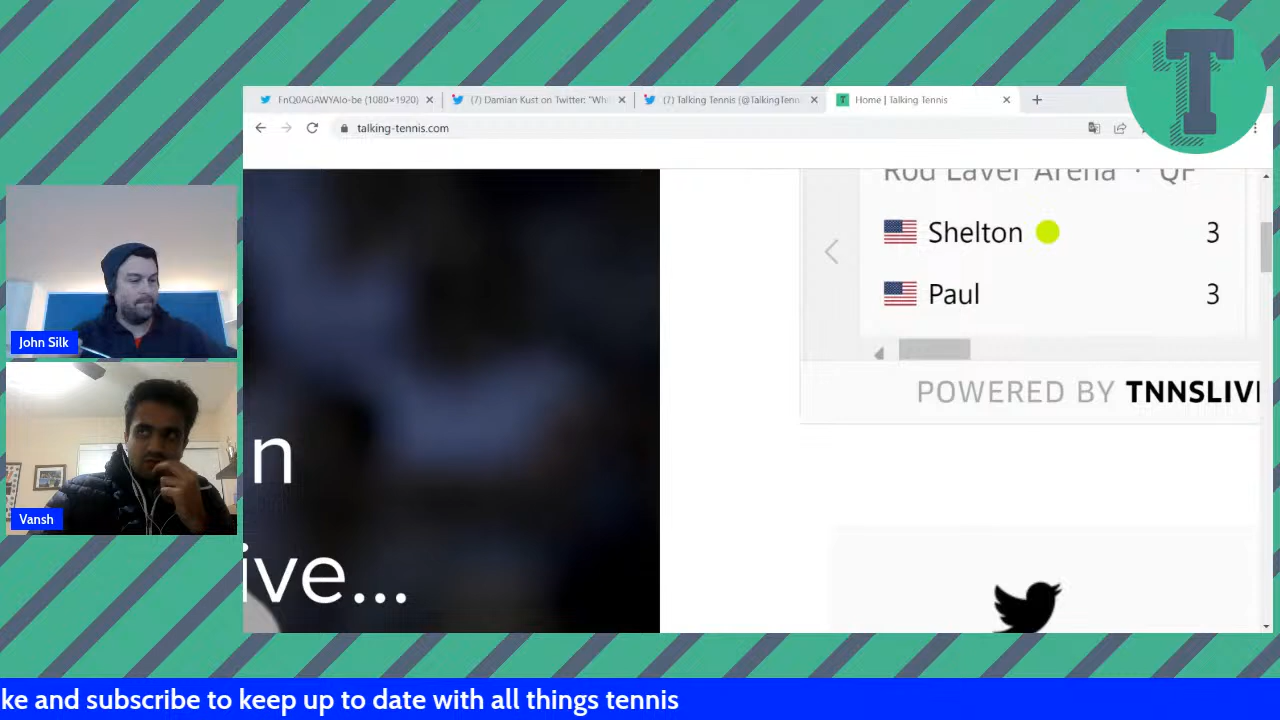 T
FnQ0AGAWYAIo-be (1080×1920)
(7) Damian Kust on Twitter: "Whi
(7) Talking Tennis (@TalkingTenn
Home | Talking Tennis
talking-tennis.com
Rod Laver Arena · QF
Shelton 3
Paul 3
POWERED BY TNNSLIV
n
ive...
John Silk
Vansh
ke and subscribe to keep up to date with all things tennis